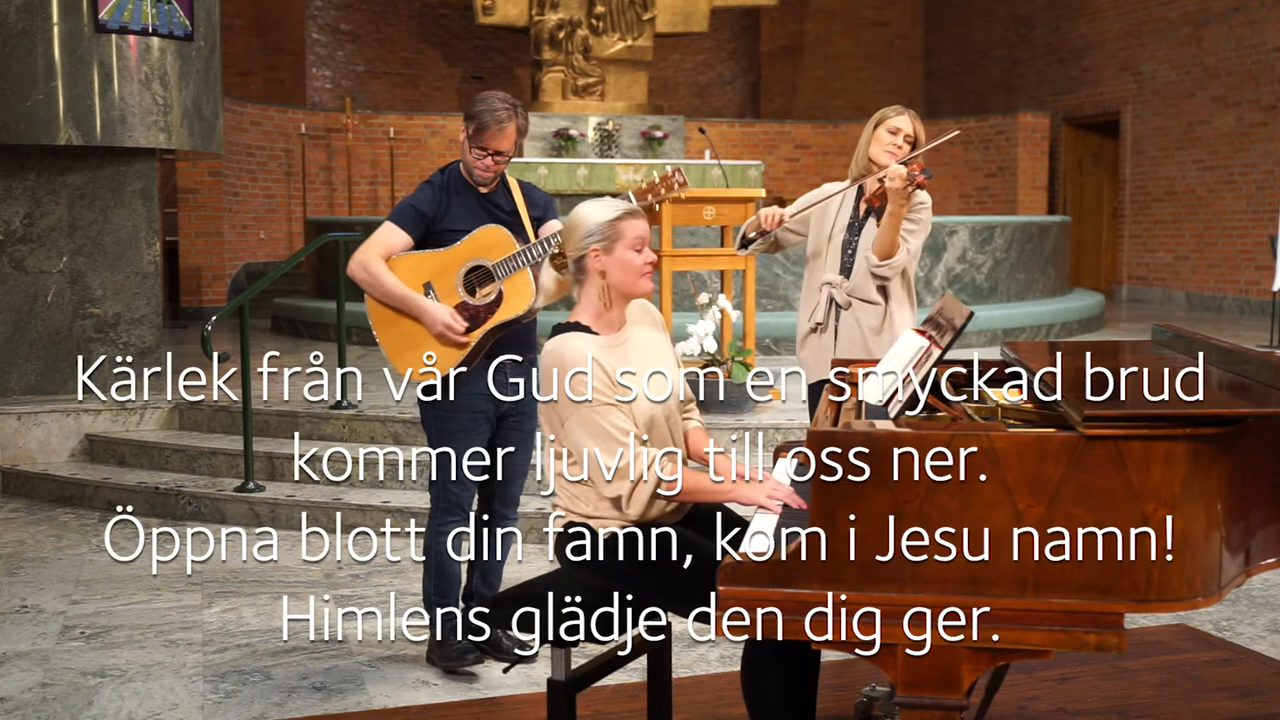 Kärlek från vår Gud som en smyckad brud
kommer ljuvlig till oss ner.
Öppna blott din famn, kom i Jesu namn!
Himlens glädje den dig ger.